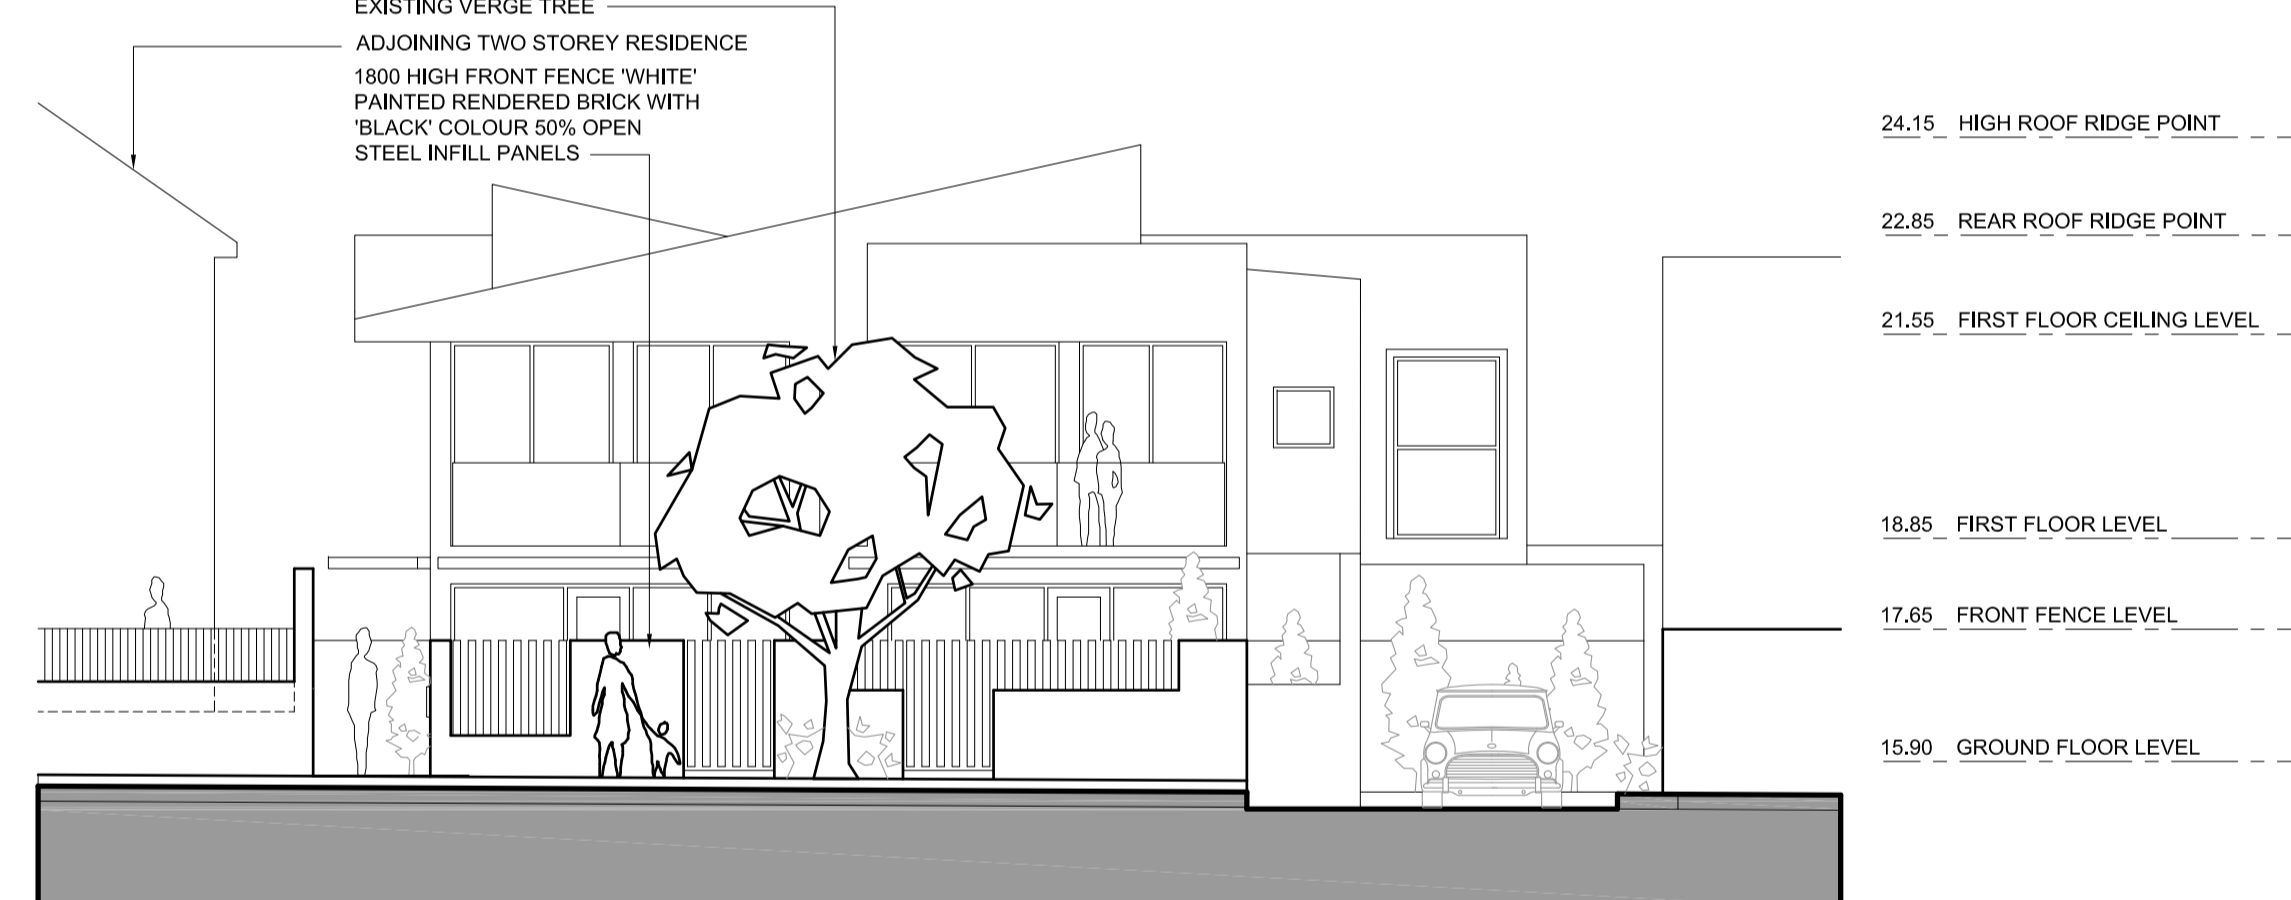 EXISTING VERGE TREE
ADJOINING TWO STOREY RESIDENCE
1800 HIGH FRONT FENCE 'WHITE'
PAINTED RENDERED BRICK WITH
'BLACK' COLOUR 50% OPEN
STEEL INFILL PANELS
24.15 HIGH ROOF RIDGE POINT
22.85 REAR ROOF RIDGE POINT
21.55 FIRST FLOOR CEILING LEVEL
18.85 FIRST FLOOR LEVEL
17.65 FRONT FENCE LEVEL
15.90 GROUND FLOOR LEVEL